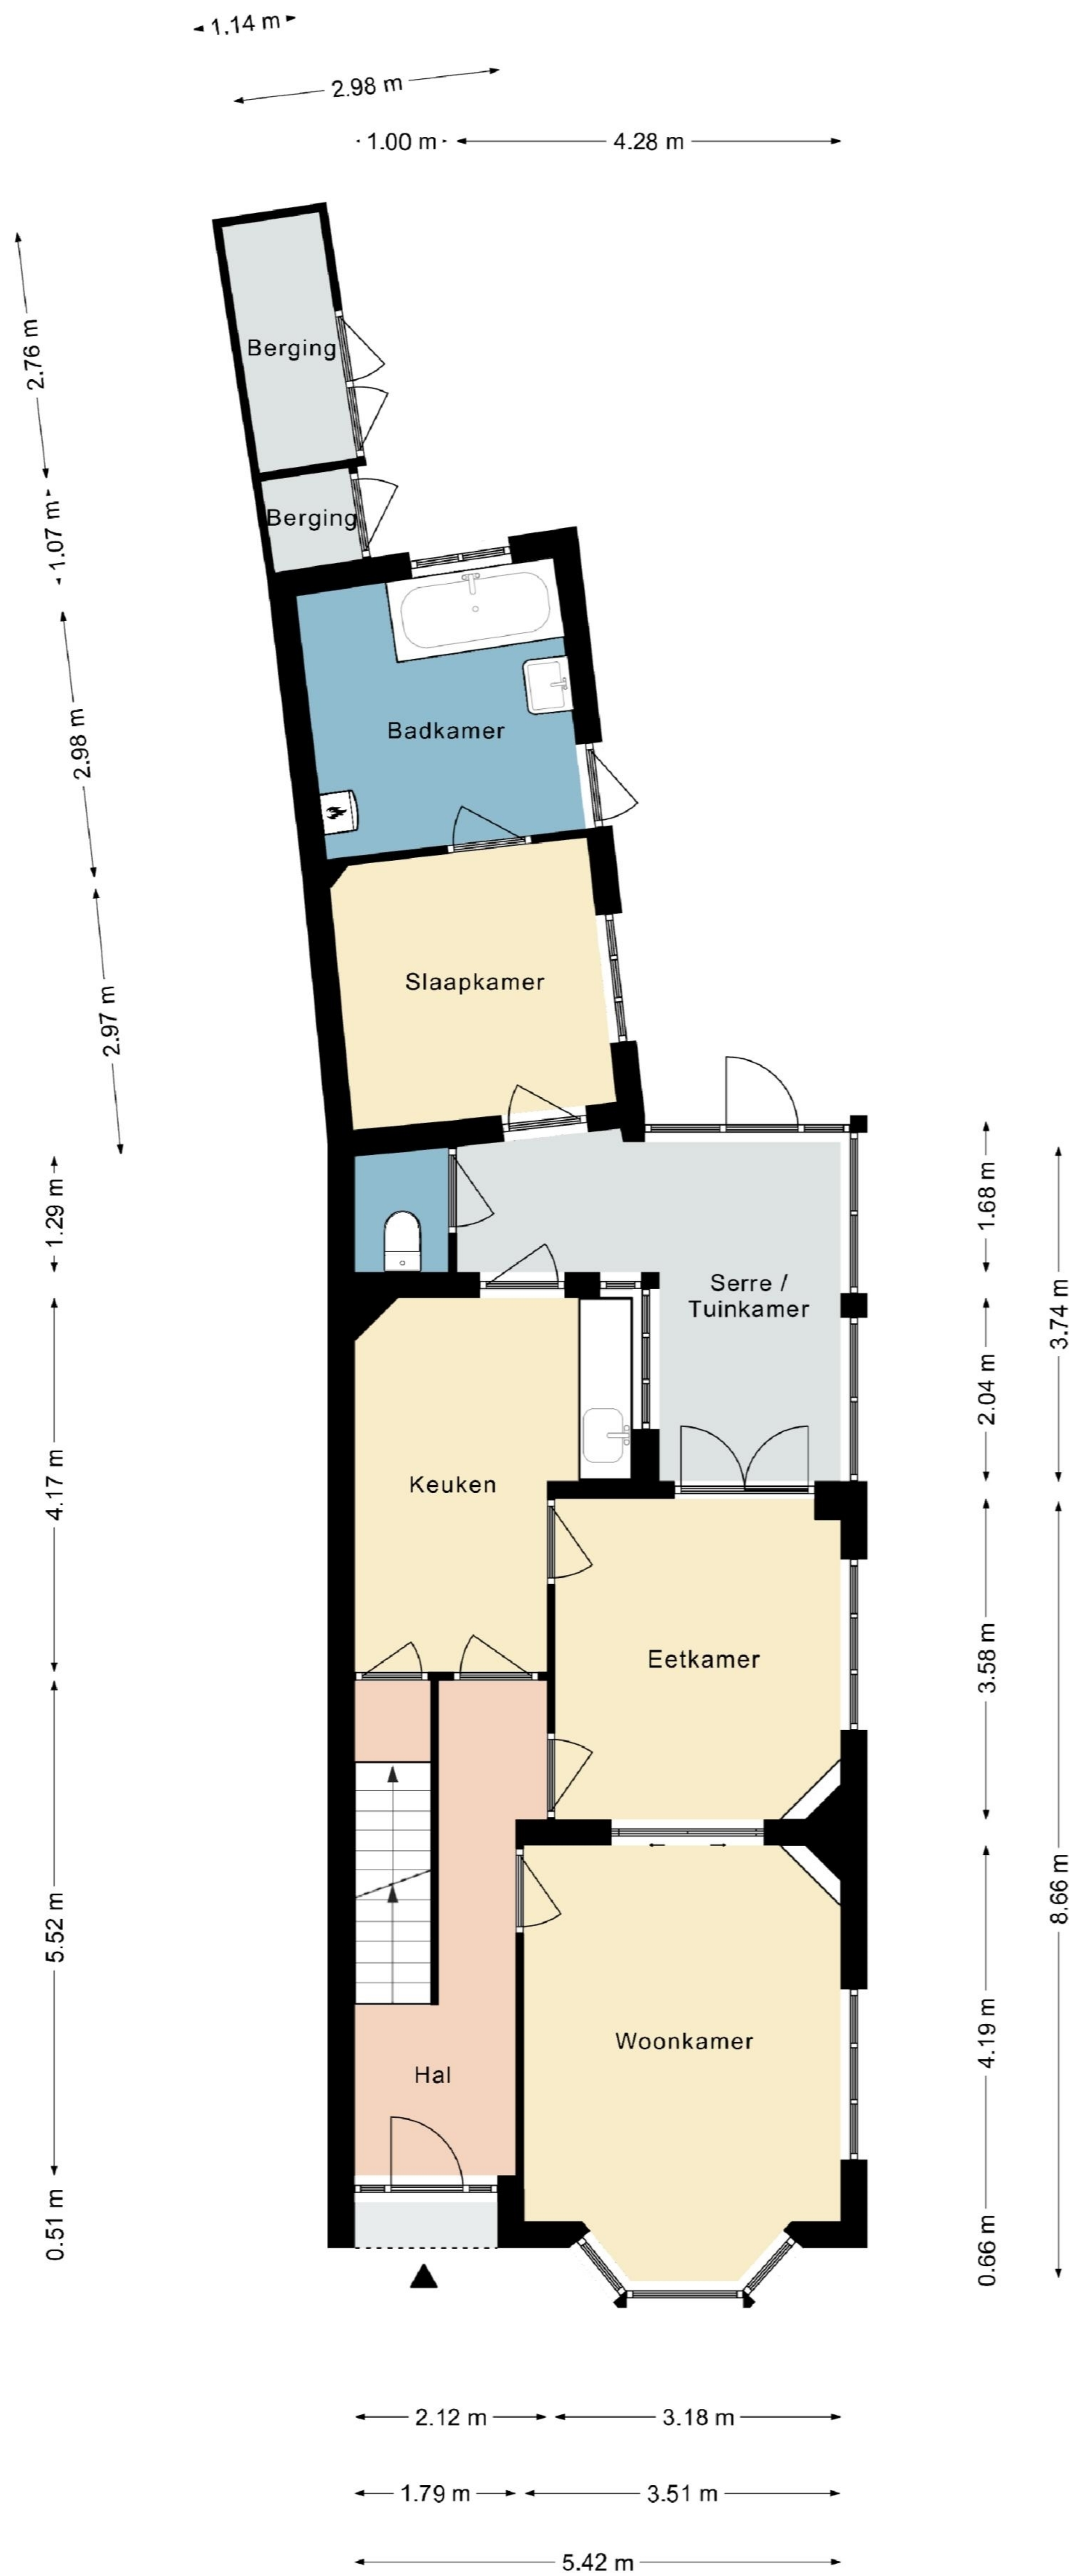 1.14 m
2.98 m
1.00 m
4.28 m
2.76 m
Berging
1.07 m
Berging
2.98 m
Badkamer
2.97 m
Slaapkamer
1.29 m
1.68 m
3.74 m
Serre /
Tuinkamer
2.04 m
4.17 m
Keuken
3.58 m
Eetkamer
8.66 m
5.52 m
4.19 m
Woonkamer
Hal
0.51 m
0.66 m
2.12 m
3.18 m
1.79 m
3.51 m
5.42 m